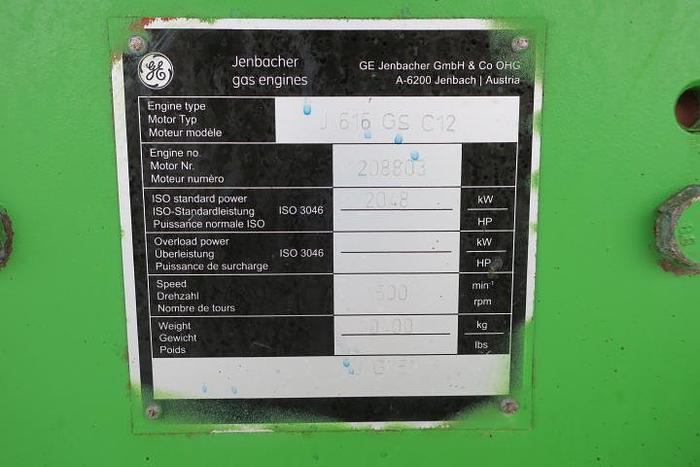 GE
Jenbacher
gas engines
GE Jenbacher GmbH & Co OHG
A-6200 Jenbach | Austria
Engine type
Motor Typ
Moteur modèle
J 616 GS C12
Engine no
Motor Nr.
Moteur numèro
208803
ISO standard power
ISO-Standardleistung
Puissance normale ISO
ISO 3046
2048
kW
HP
Overload power
Überleistung
Puissance de surcharge
ISO 3046
kW
HP
Speed
Drehzahl
Nombre de tours
min-¹
rpm
Weight
Gewicht
Poids
kg
lbs